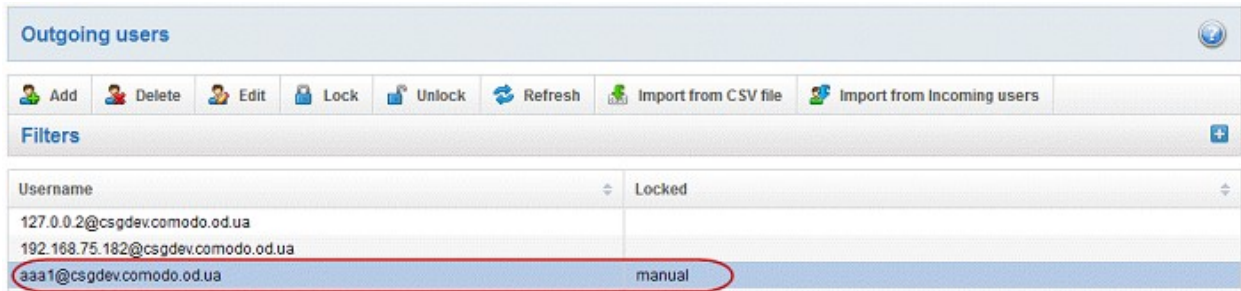 Outgoing users
Add Delete Edit Lock Unlock Refresh Import from CSV file Import from Incoming users
Filters
Username Locked
127.0.0.2@csgdev.comodo.od.ua
192.168.75.182@csgdev.comodo.od.ua
aaa1@csgdev.comodo.od.ua manual